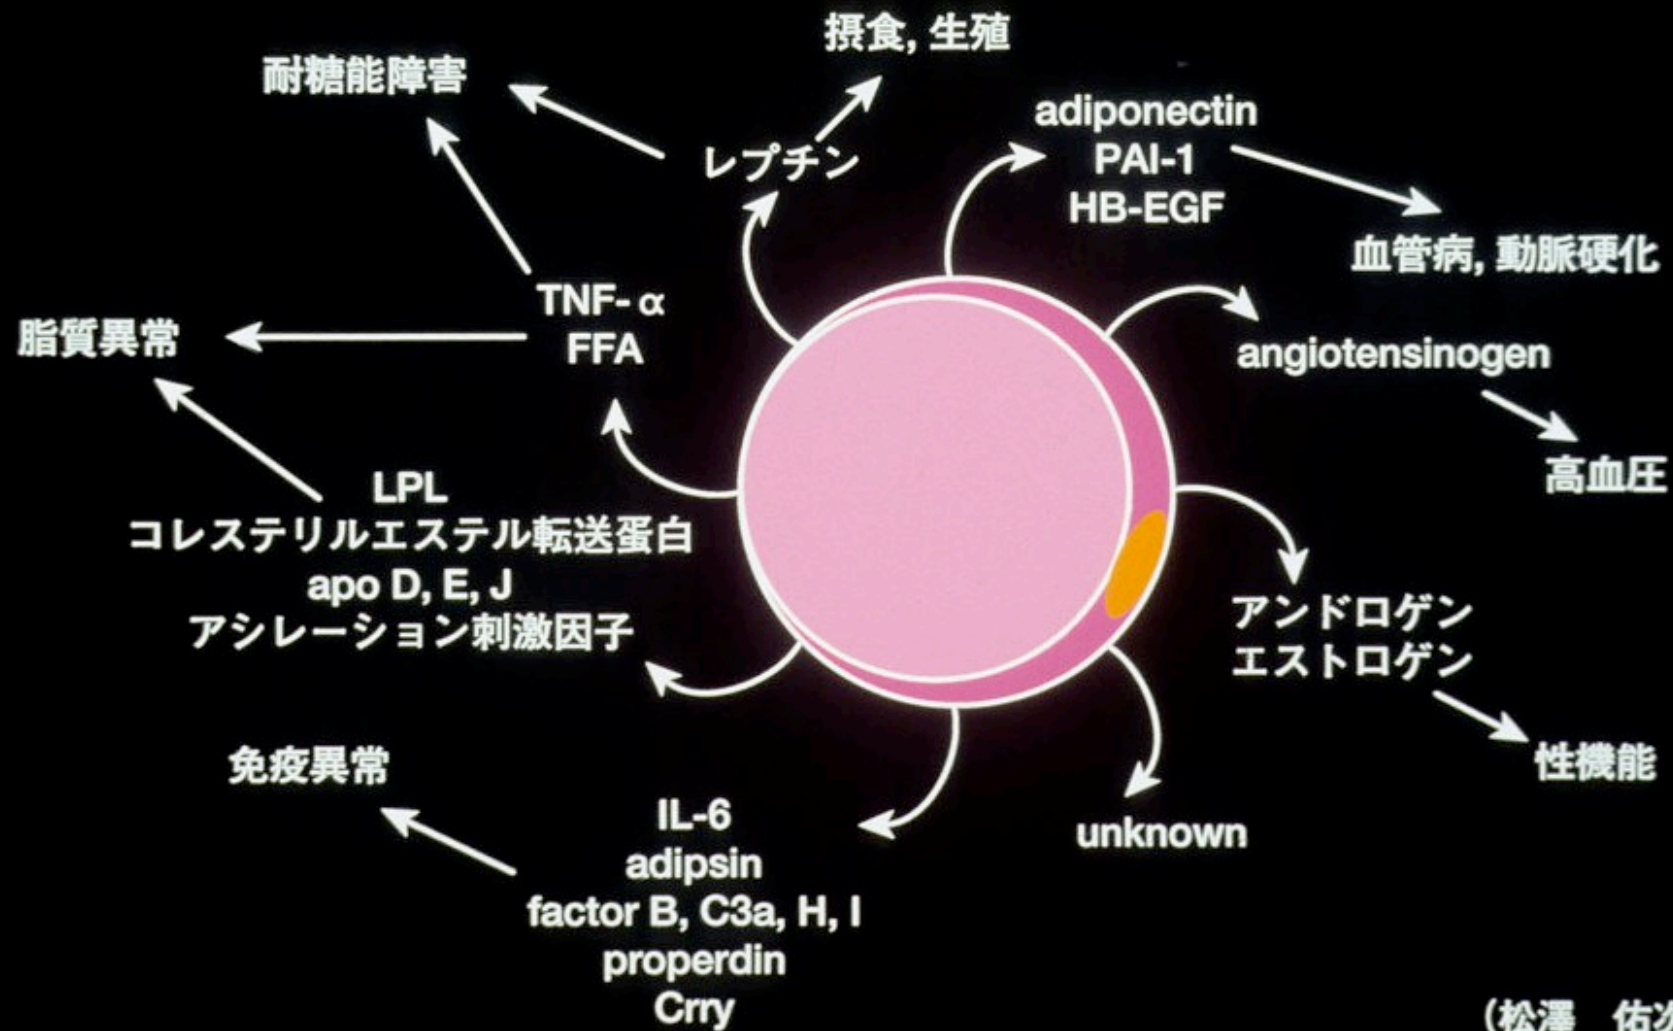 摂食, 生殖
耐糖能障害
レプチン
adiponectin
PAI-1
HB-EGF
血管病, 動脈硬化
TNF-α
FFA
脂質異常
angiotensinogen
高血圧
LPL
コレステリルエステル転送蛋白
apo D, E, J
アシレーション刺激因子
アンドロゲン
エストロゲン
性機能
免疫異常
IL-6
adipsin
factor B, C3a, H, I
properdin
Crry
unknown
(松澤 佑次